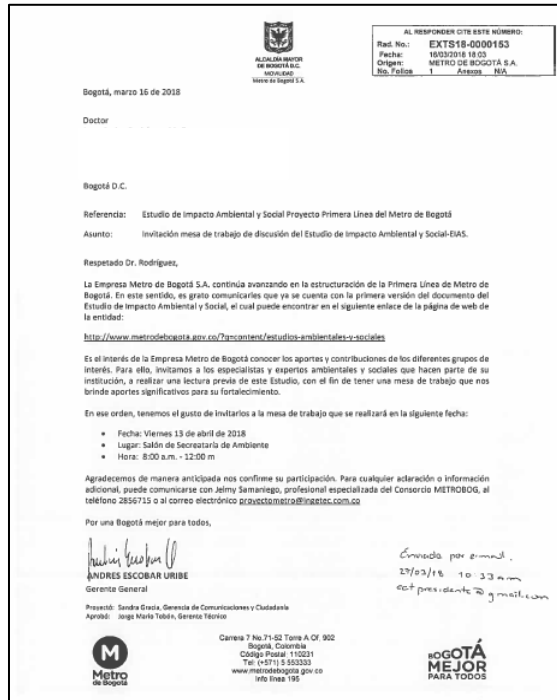 ALCALDÍA MAYOR
DE BOGOTÁ D.C.
MOVILIDAD
Metro de Bogotá S.A.
AL RESPONDER CITE ESTE NÚMERO:
Rad. No.: EXTS18-0000153
Fecha: 16/03/2018 18:03
Origen: METRO DE BOGOTÁ S.A.
No. Folios 1 Anexos N/A
Bogotá, marzo 16 de 2018
Doctor
Bogotá D.C.
Referencia: Estudio de Impacto Ambiental y Social Proyecto Primera Línea del Metro de Bogotá
Asunto: Invitación mesa de trabajo de discusión del Estudio de Impacto Ambiental y Social-EIAS.
Respetado Dr. Rodríguez,
La Empresa Metro de Bogotá S.A. continúa avanzando en la estructuración de la Primera Línea de Metro de
Bogotá. En este sentido, es grato comunicarles que ya se cuenta con la primera versión del documento del
Estudio de Impacto Ambiental y Social, el cual puede encontrar en el siguiente enlace de la página de web de
la entidad:
http://www.metrodebogota.gov.co/?q=content/estudios-ambientales-y-sociales
Es el interés de la Empresa Metro de Bogotá conocer los aportes y contribuciones de los diferentes grupos de
interés. Para ello, invitamos a los especialistas y expertos ambientales y sociales que hacen parte de su
institución, a realizar una lectura previa de este Estudio, con el fin de tener una mesa de trabajo que nos
brinde aportes significativos para su fortalecimiento.
En ese orden, tenemos el gusto de invitarlos a la mesa de trabajo que se realizará en la siguiente fecha:
• Fecha: Viernes 13 de abril de 2018
• Lugar: Salón de Secretaría de Ambiente
• Hora: 8:00 a.m. - 12:00 m
Agradecemos de manera anticipada nos confirme su participación. Para cualquier aclaración o información
adicional, puede comunicarse con Jelmy Samaniego, profesional especializada del Consorcio METROBOG, al
teléfono 2856715 o al correo electrónico proyectometro@ingetec.com.co
Por una Bogotá mejor para todos,
ANDRES ESCOBAR URIBE
Gerente General
Enviado por e-mail.
10:33 am
Proyectó: Sandra Gracia, Gerencia de Comunicaciones y Ciudadanía
Aprobó: Jorge Mario Tobón, Gerente Técnico
M
Metro
de Bogotá
Carrera 7 No.71-52 Torre A Of. 902
Bogotá, Colombia
Código Postal: 110231
Tel: (+571) 5 553333
www.metrodebogota.gov.co
Info línea 195
BOGOTÁ
MEJOR
PARA TODOS